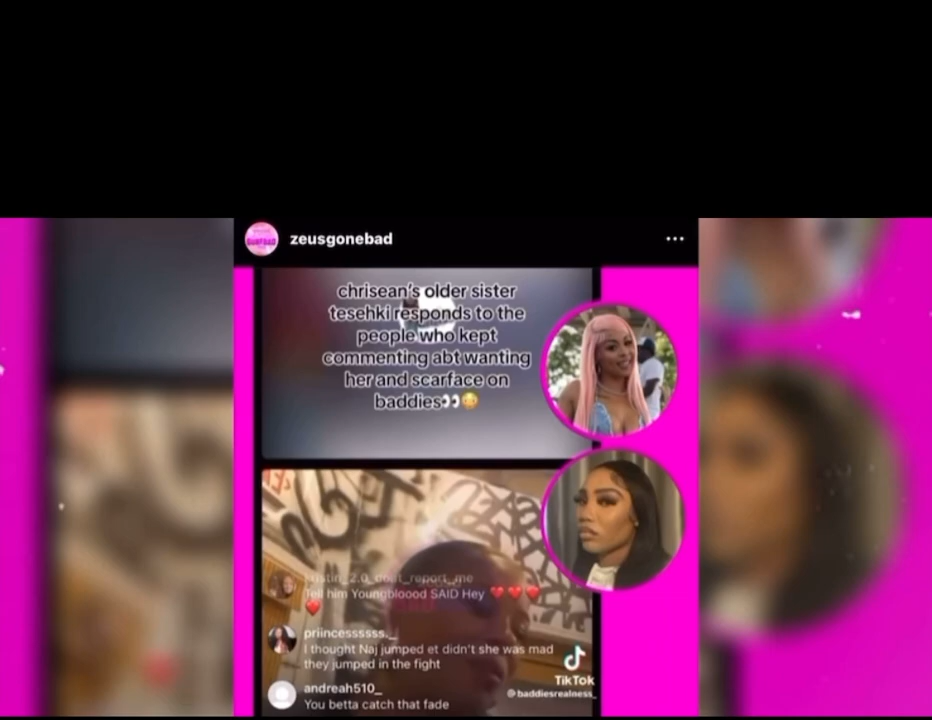 zeusgonebad
chrisean's older sister
tesehki responds to the
people who kept
commenting abt wanting
her and scarface on
baddies👀😳
Tell him Youngbloood SAID Hey ❤️❤️❤️
❤️
priincessssss._
I thought Naj jumped et didn't she was mad
they jumped in the fight
andreah510_
You betta catch that fade
TikTok
@baddiesrealness_